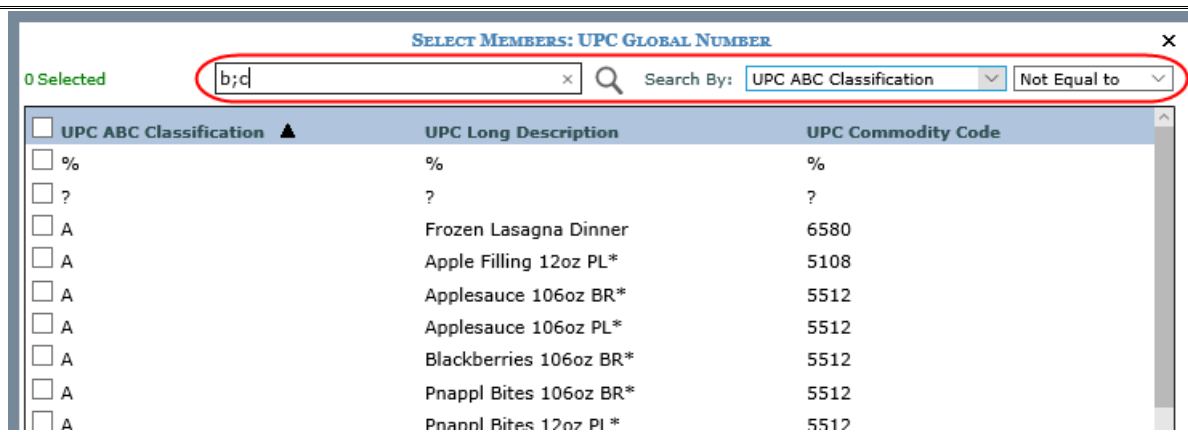 SELECT MEMBERS: UPC GLOBAL NUMBER
0 Selected b;c Search By: UPC ABC Classification Not Equal to
UPC ABC Classification ▲ UPC Long Description UPC Commodity Code
% % %
? ? ?
A Frozen Lasagna Dinner 6580
A Apple Filling 12oz PL* 5108
A Applesauce 106oz BR* 5512
A Applesauce 106oz PL* 5512
A Blackberries 106oz BR* 5512
A Pnappl Bites 106oz BR* 5512
A Pnappl Bites 12oz PL* 5512